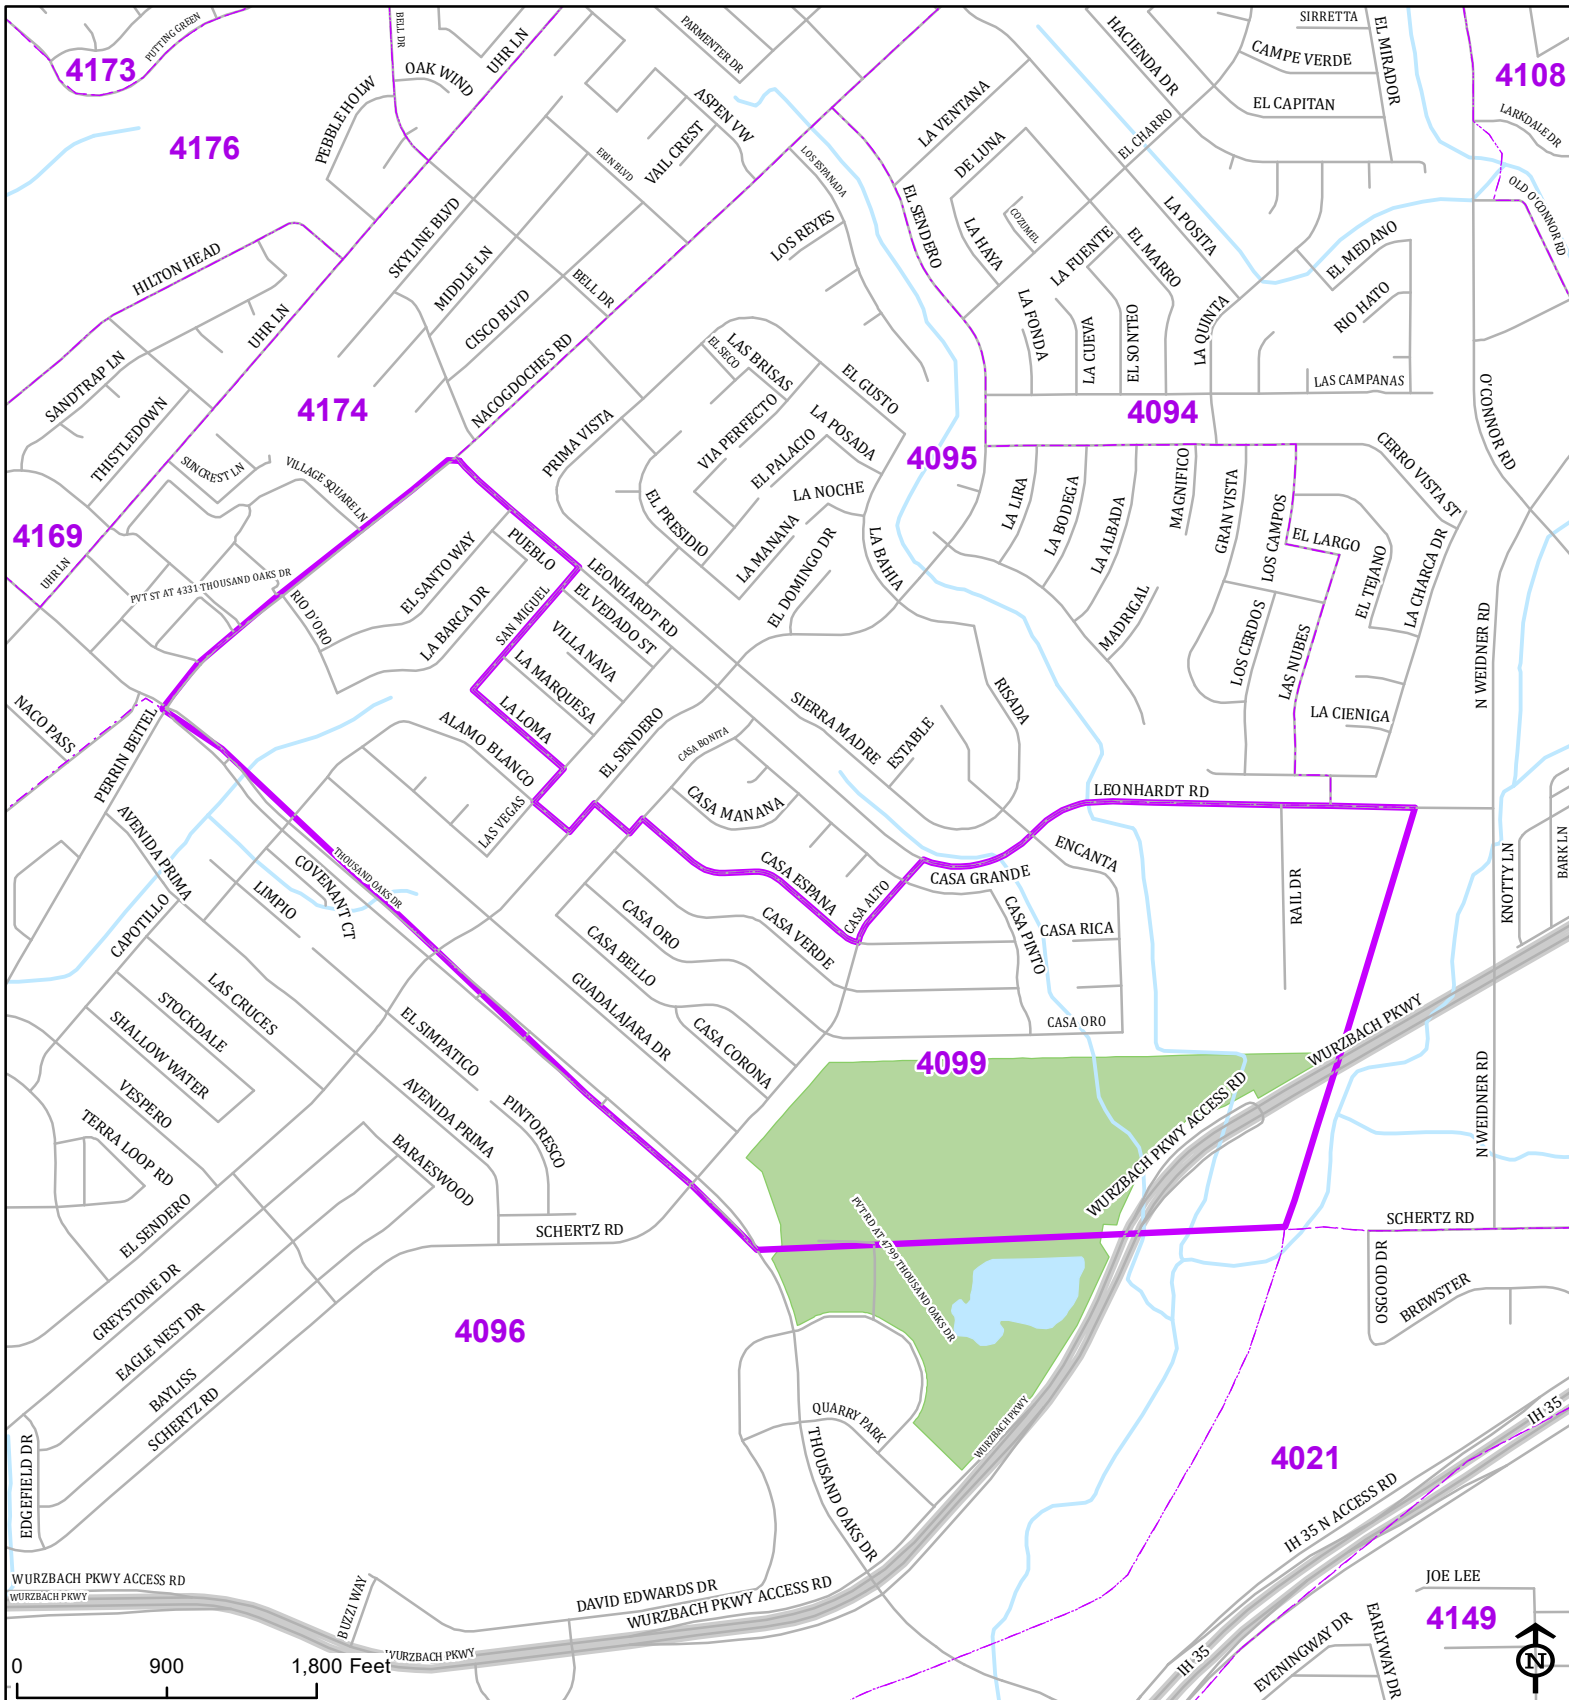 SIRRETTA
PUTTING GREEN
BELL DR
PARMENTER DR
HACIENDA DR
EL MIRADOR
UHR LN
CAMPE VERDE
4173
OAK WIND
4108
ASPEN VW
LA VENTANA
EL CAPITAN
LARKDALE DR
PEBBLE HOLW
4176
VAIL CREST
EL CHARRO
DE LUNA
ERIN BLVD
LOS ESPANADA
OLD O'CONNOR RD
EL SENDERO
LA POSITA
COZUMEL
SKYLINE BLVD
LOS REYES
LA HAYA
LA FUENTE
EL MARRO
EL MEDANO
HILTON HEAD
MIDDLE LN
BELL DR
RIO HATO
CISCO BLVD
LA FONDA
LA CUEVA
EL SONTEO
LA QUINTA
UHR LN
NACOGDOCHES RD
EL SECO
LAS BRISAS
EL GUSTO
LAS CAMPANAS
SANDTRAP LN
4174
4094
O'CONNOR RD
THISTLEDOWN
PRIMA VISTA
VIA PERFECTO
LA POSADA
EL PALACIO
4095
CERRO VISTA ST
SUNCREST LN
VILLAGE SQUARE LN
LA NOCHE
EL PRESIDIO
LA LIRA
LA BODEGA
LA ALBADA
MAGNIFICO
GRAN VISTA
LOS CAMPOS
EL LARGO
4169
UHR LN
PUEBLO
EL SANTO WAY
LA MANANA
EL DOMINGO DR
LA BAHIA
EL TEJANO
LA CHARCA DR
PVT ST AT 4331 THOUSAND OAKS DR
LEONHARDT RD
RIO D'ORO
LA BARCA DR
SAN MIGUEL
EL VEDADO ST
VILLA NAVA
MADRIGAL
LOS CERDOS
LAS NUBES
N WEIDNER RD
LA MARQUESA
NACO PASS
PERRIN BEITEL
LA LOMA
ALAMO BLANCO
EL SENDERO
CASA BONITA
SIERRA MADRE
ESTABLE
RISADA
LA CIENIGA
AVENIDA PRIMA
LAS VEGAS
CASA MANANA
LEONHARDT RD
THOUSAND OAKS DR
COVENANT CT
LIMPIO
CAPOTILLO
CASA ESPANA
CASA ALTO
CASA GRANDE
ENCANTA
RAIL DR
KNOTTY LN
BARK LN
CASA ORO
CASA VERDE
CASA PINTO
CASA RICA
CASA BELLO
LAS CRUCES
STOCKDALE
SHALLOW WATER
GUADALAJARA DR
CASA CORONA
CASA ORO
EL SIMPATICO
WURZBACH PKWY
4099
VESPERO
AVENIDA PRIMA
PINTORESCO
TERRA LOOP RD
BARAESWOOD
WURZBACH PKWY ACCESS RD
N WEIDNER RD
EL SENDERO
SCHERTZ RD
SCHERTZ RD
PVT RD AT 4799 THOUSAND OAKS DR
GREYSTONE DR
EAGLE NEST DR
OSGOOD DR
BREWSTER
4096
BAYLISS
SCHERTZ RD
QUARRY PARK
WURZBACH PKWY
IH 35
EDGEFIELD DR
THOUSAND OAKS DR
4021
IH 35 N ACCESS RD
WURZBACH PKWY ACCESS RD
WURZBACH PKWY
BUZZI WAY
DAVID EDWARDS DR
WURZBACH PKWY ACCESS RD
WURZBACH PKWY
JOE LEE
4149
EVENINGWAY DR
EARLYWAY DR
IH 35
N
0 900 1,800 Feet